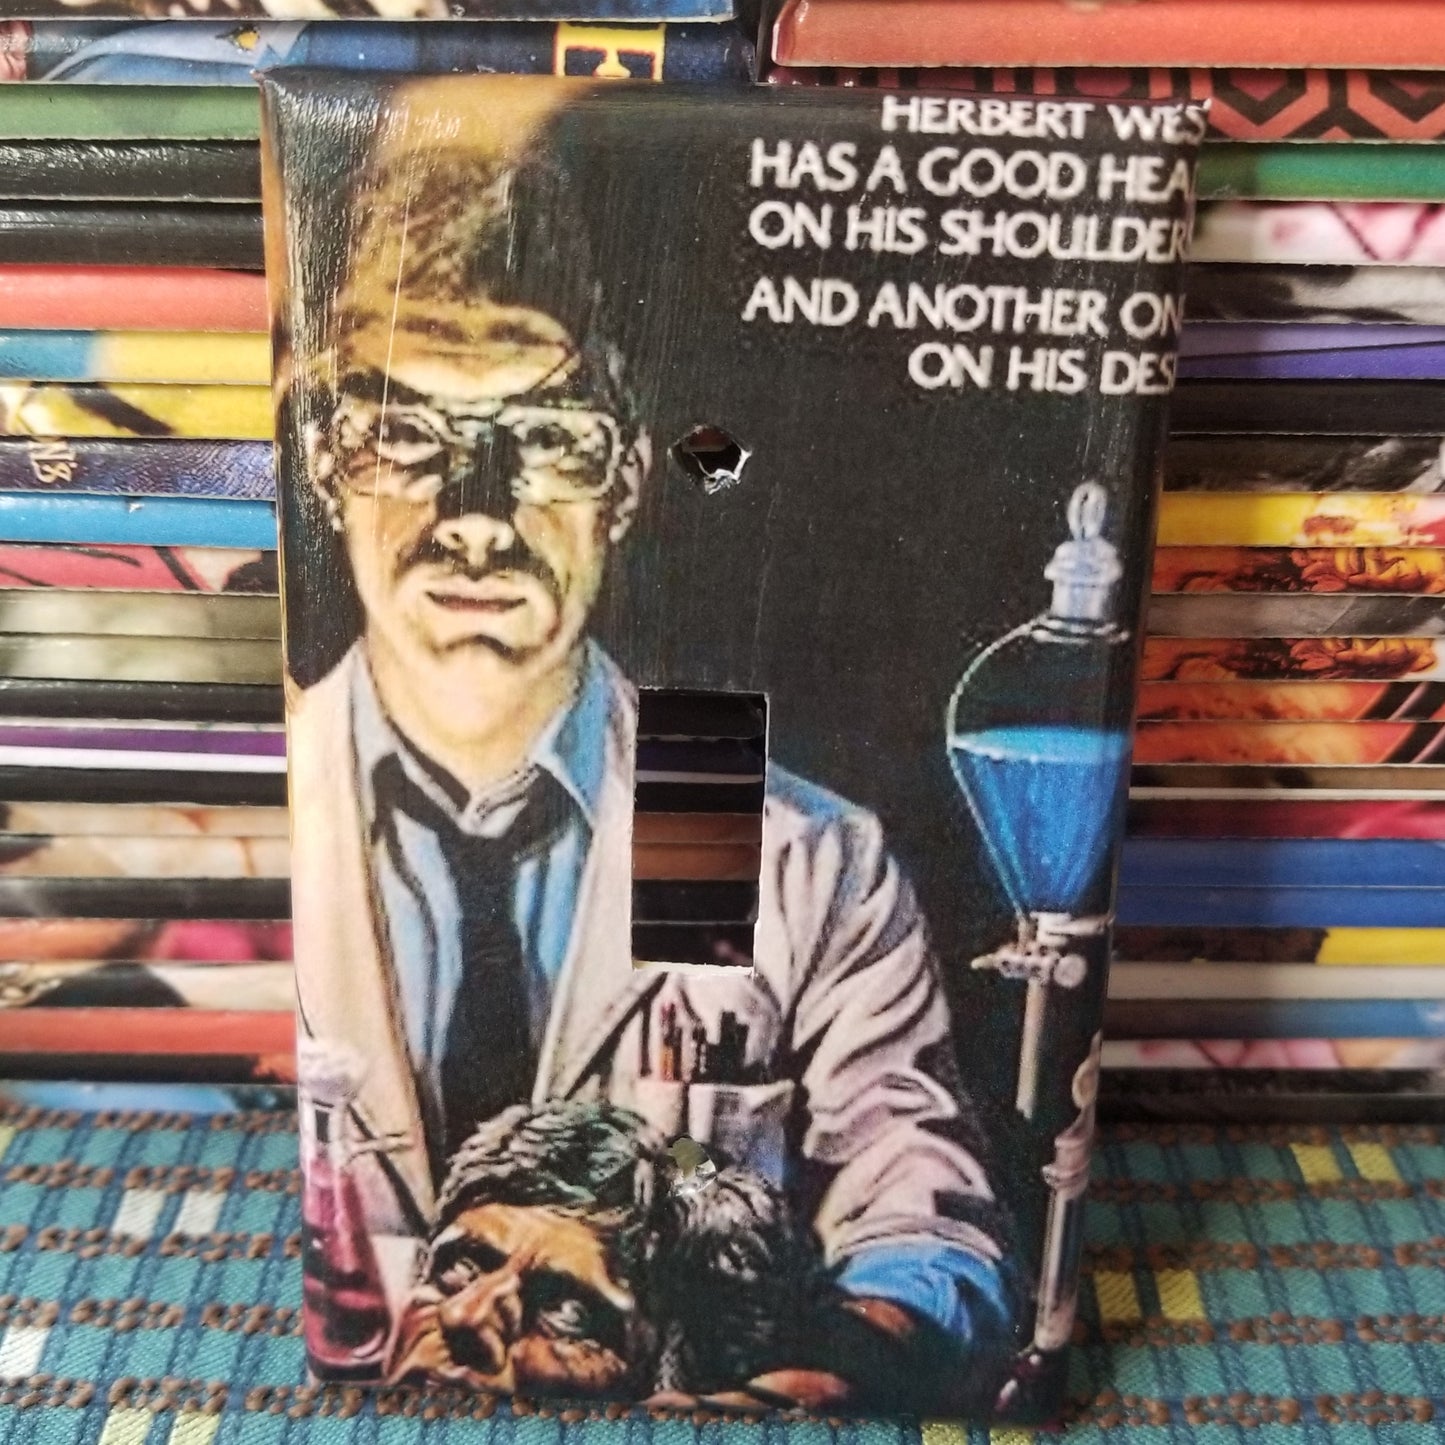 HERBERT WES
HAS A GOOD HEA
ON HIS SHOULDER
AND ANOTHER ON
ON HIS DES
N'S